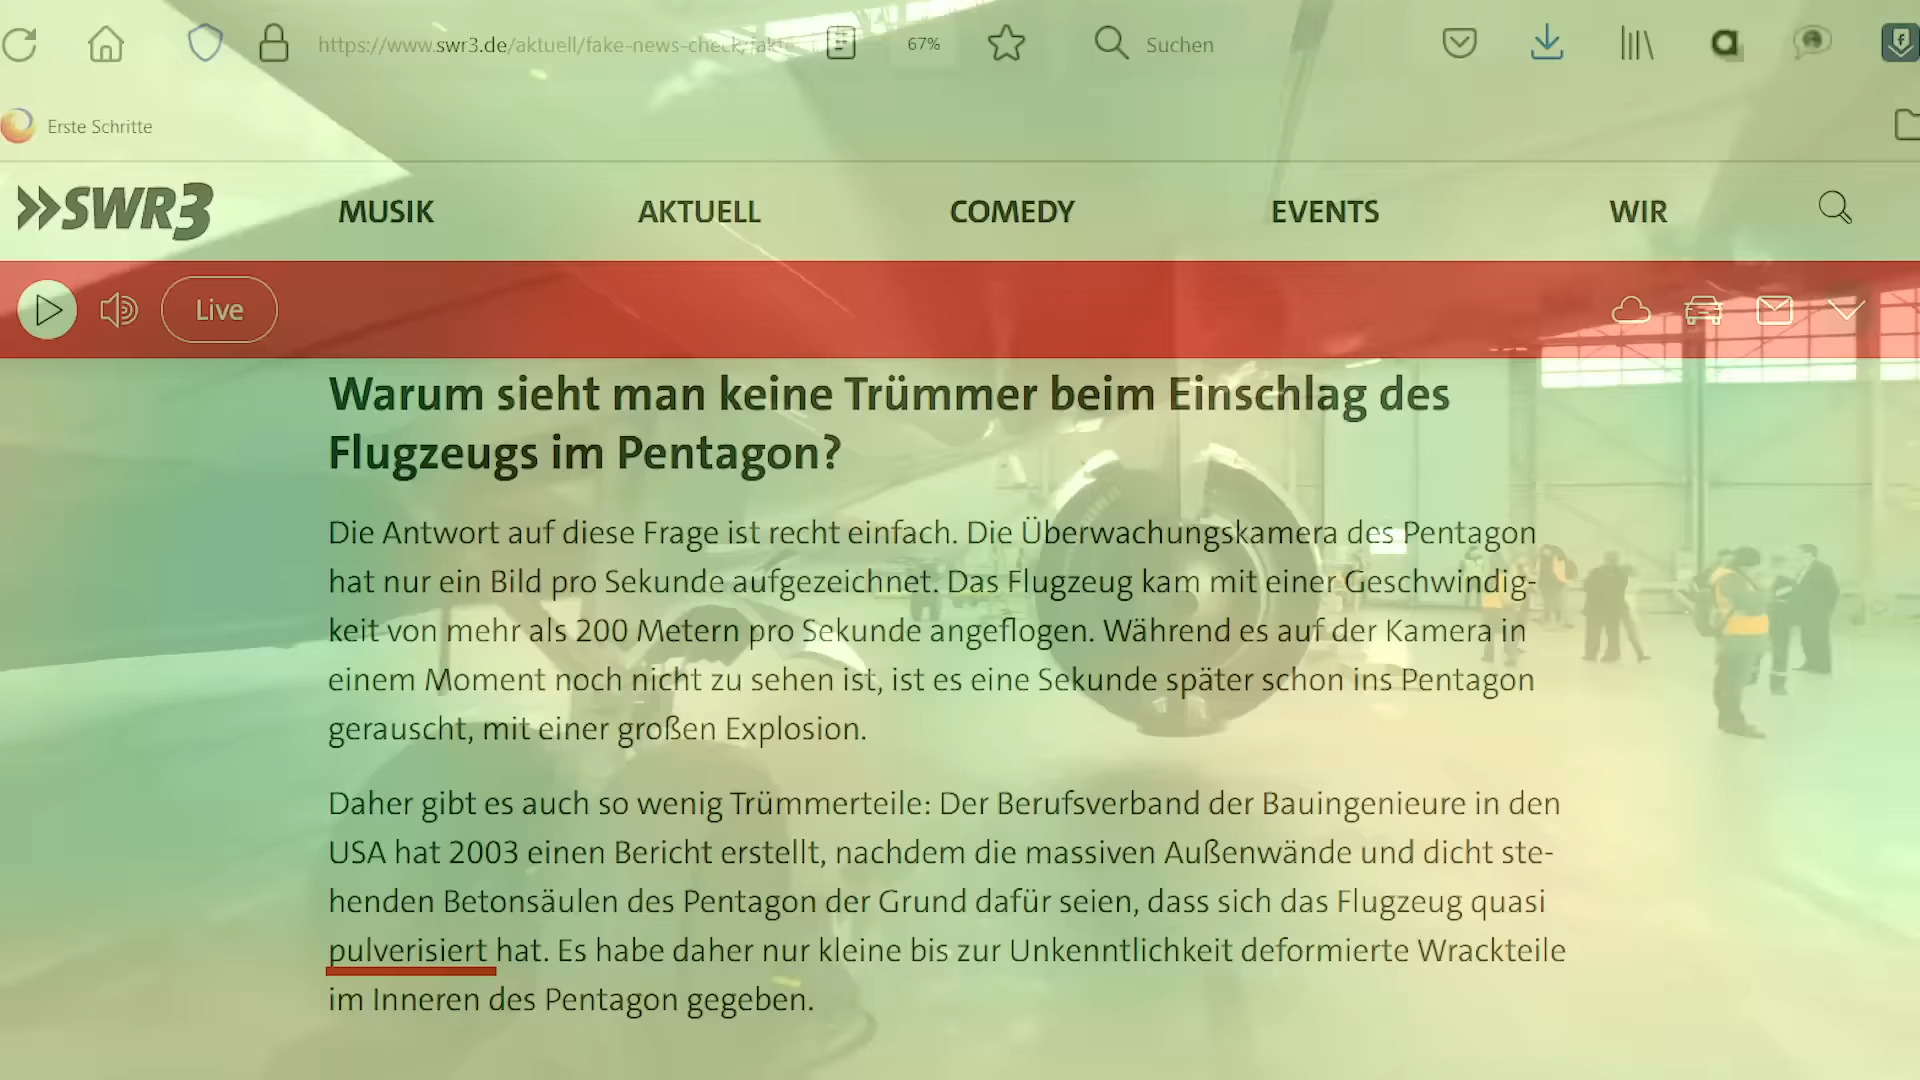 https://www.swr3.de/aktuell/fake-news-check/fakte
67%
Suchen
Erste Schritte
SWR3
MUSIK
AKTUELL
COMEDY
EVENTS
WIR
Live
Warum sieht man keine Trümmer beim Einschlag des
Flugzeugs im Pentagon?
Die Antwort auf diese Frage ist recht einfach. Die Überwachungskamera des Pentagon
hat nur ein Bild pro Sekunde aufgezeichnet. Das Flugzeug kam mit einer Geschwindig-
keit von mehr als 200 Metern pro Sekunde angeflogen. Während es auf der Kamera in
einem Moment noch nicht zu sehen ist, ist es eine Sekunde später schon ins Pentagon
gerauscht, mit einer großen Explosion.
Daher gibt es auch so wenig Trümmerteile: Der Berufsverband der Bauingenieure in den
USA hat 2003 einen Bericht erstellt, nachdem die massiven Außenwände und dicht ste-
henden Betonsäulen des Pentagon der Grund dafür seien, dass sich das Flugzeug quasi
pulverisiert hat. Es habe daher nur kleine bis zur Unkenntlichkeit deformierte Wrackteile
im Inneren des Pentagon gegeben.